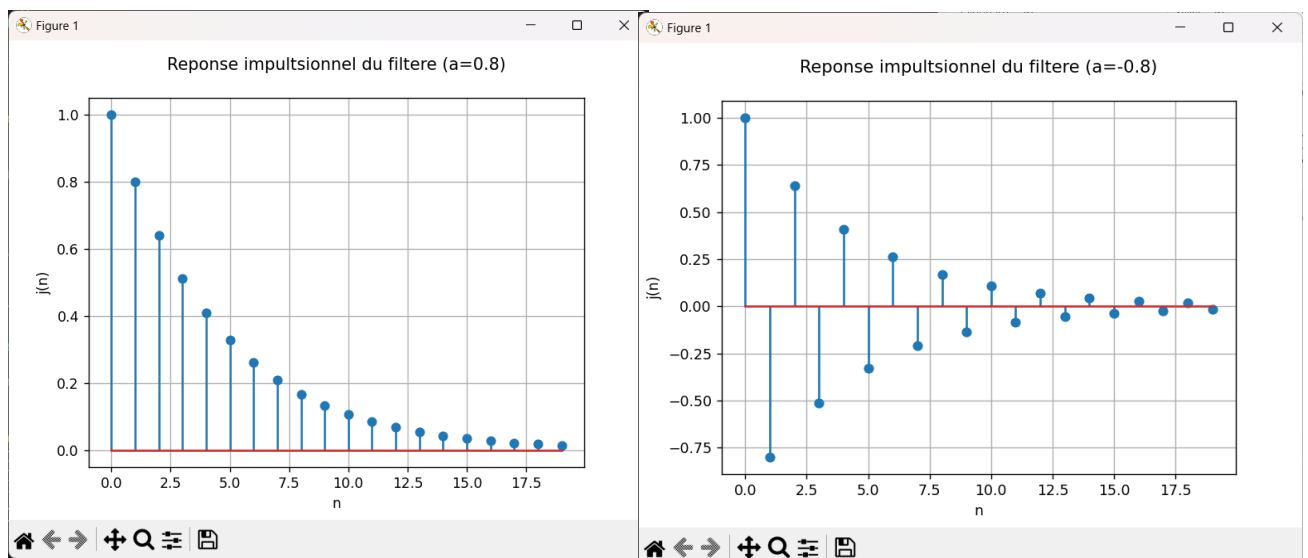 Figure 1
Reponse impultsionnel du filtere (a=0.8)
1.0
0.8
0.6
0.4
0.2
0.0
j(n)
0.0 2.5 5.0 7.5 10.0 12.5 15.0 17.5
n
Figure 1
Reponse impultsionnel du filtere (a=-0.8)
1.00
0.75
0.50
0.25
0.00
−0.25
−0.50
−0.75
j(n)
0.0 2.5 5.0 7.5 10.0 12.5 15.0 17.5
n